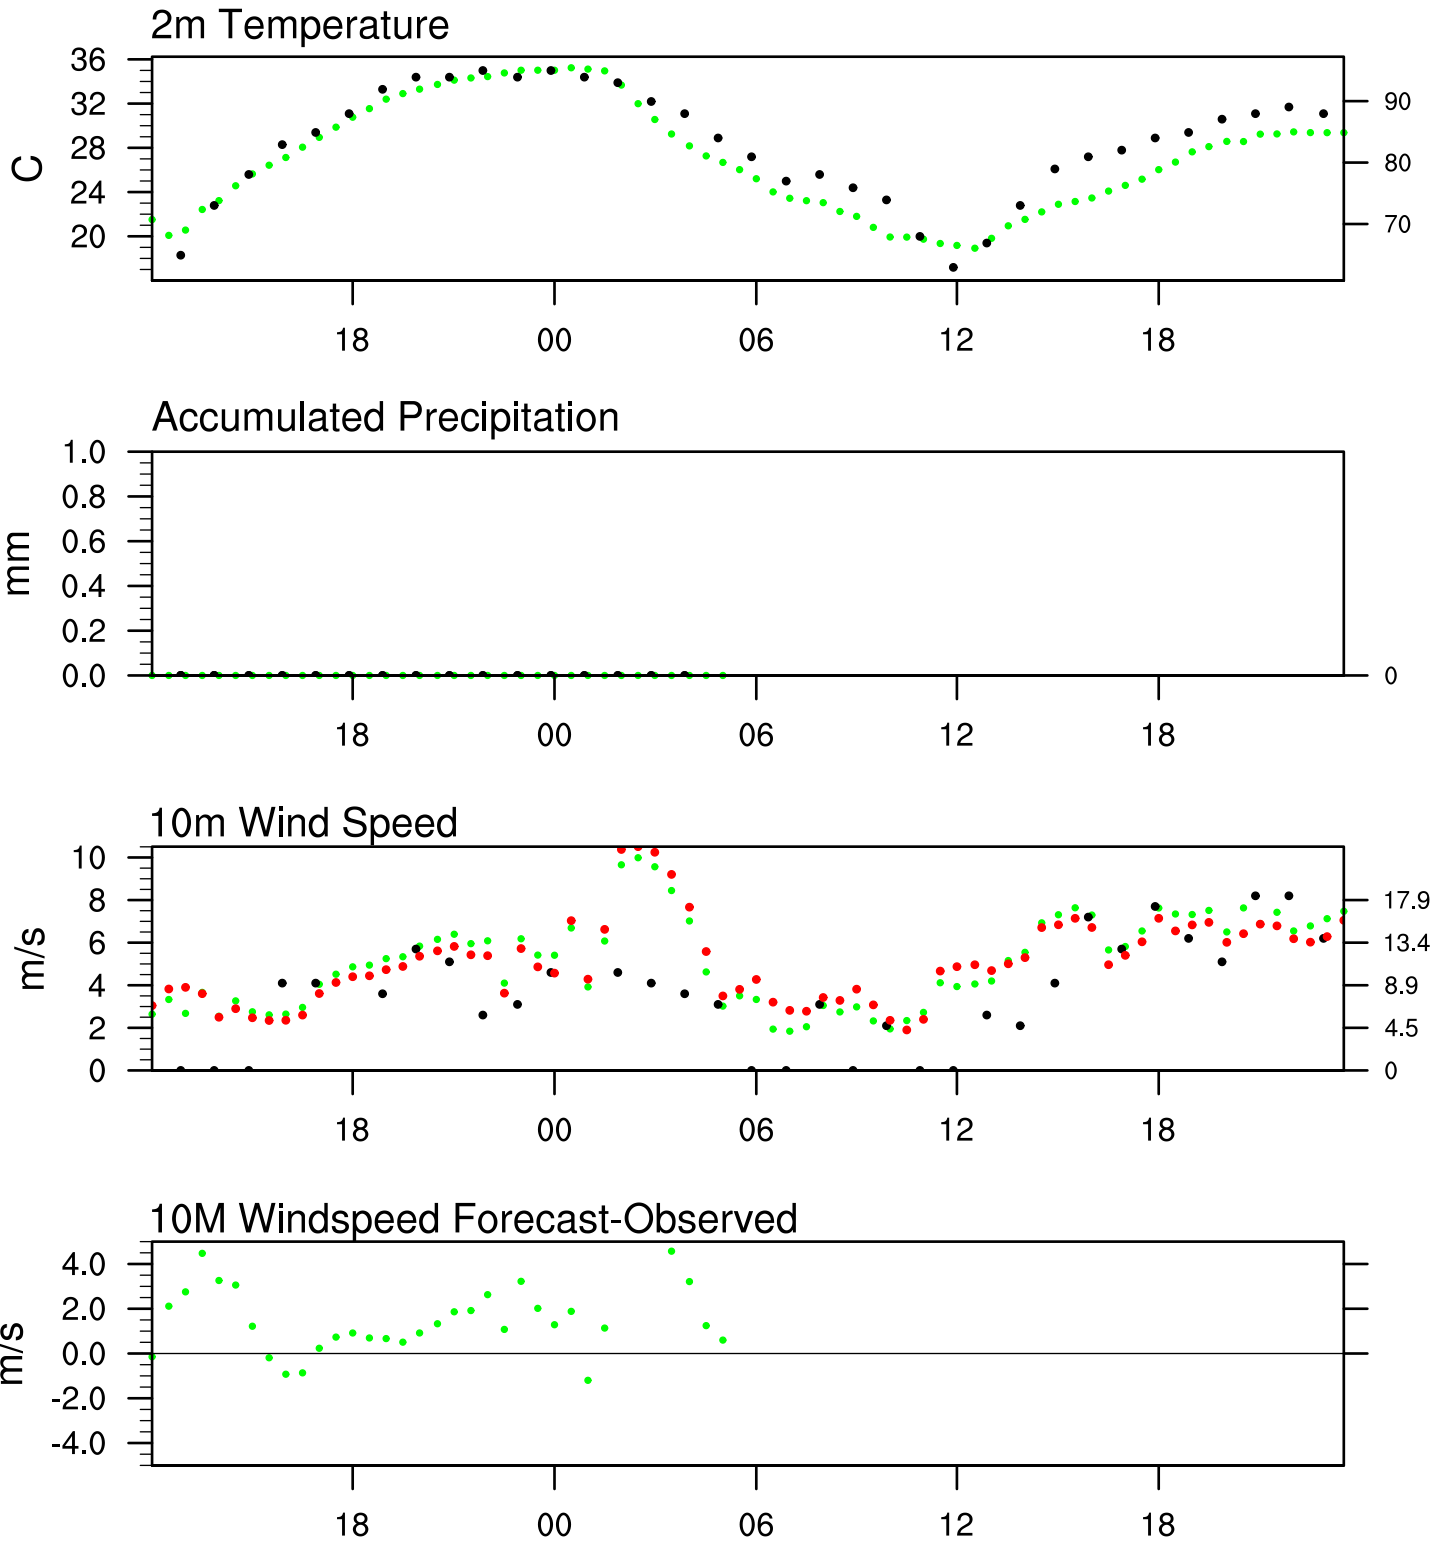 2m Temperature
36
32
28
24
20
C
90
80
70
18 00 06 12 18
Accumulated Precipitation
1.0
0.8
0.6
0.4
0.2
0.0
mm
0
18 00 06 12 18
10m Wind Speed
10
8
6
4
2
0
m/s
17.9
13.4
8.9
4.5
0
18 00 06 12 18
10M Windspeed Forecast-Observed
4.0
2.0
0.0
-2.0
-4.0
m/s
18 00 06 12 18